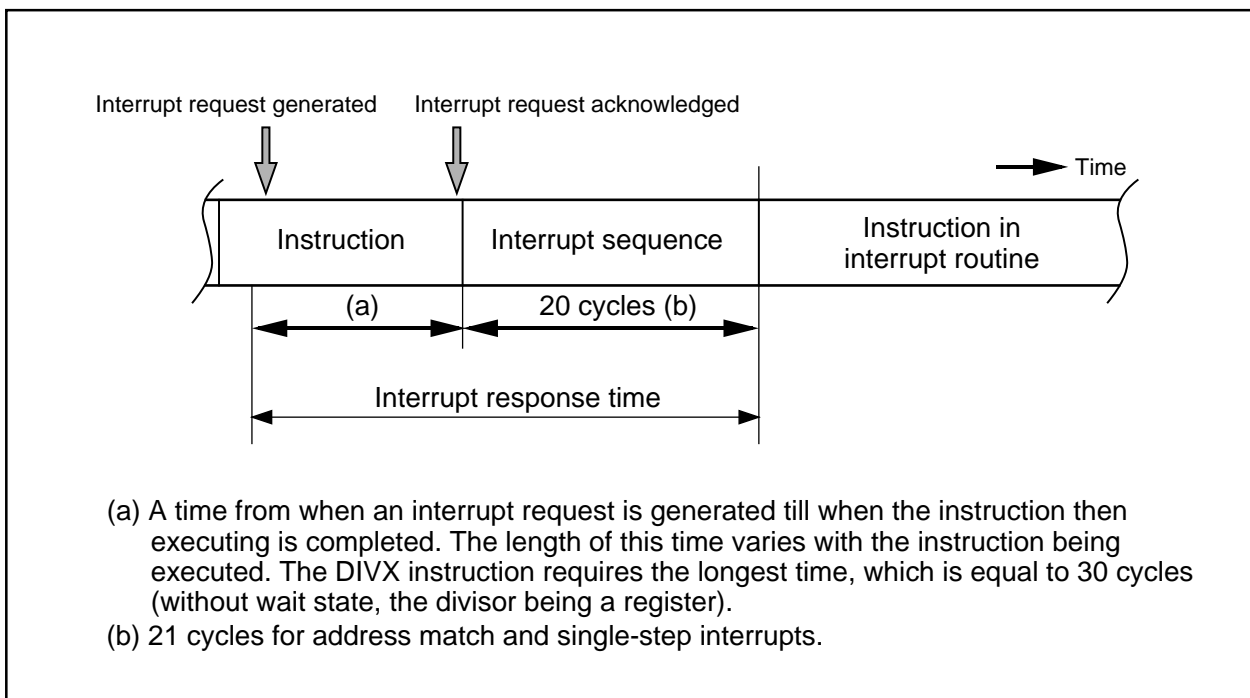 Interrupt request generated
Interrupt request acknowledged
Time
Instruction
Interrupt sequence
Instruction in
interrupt routine
(a)
20 cycles (b)
Interrupt response time
(a) A time from when an interrupt request is generated till when the instruction then
executing is completed. The length of this time varies with the instruction being
executed. The DIVX instruction requires the longest time, which is equal to 30 cycles
(without wait state, the divisor being a register).
(b) 21 cycles for address match and single-step interrupts.